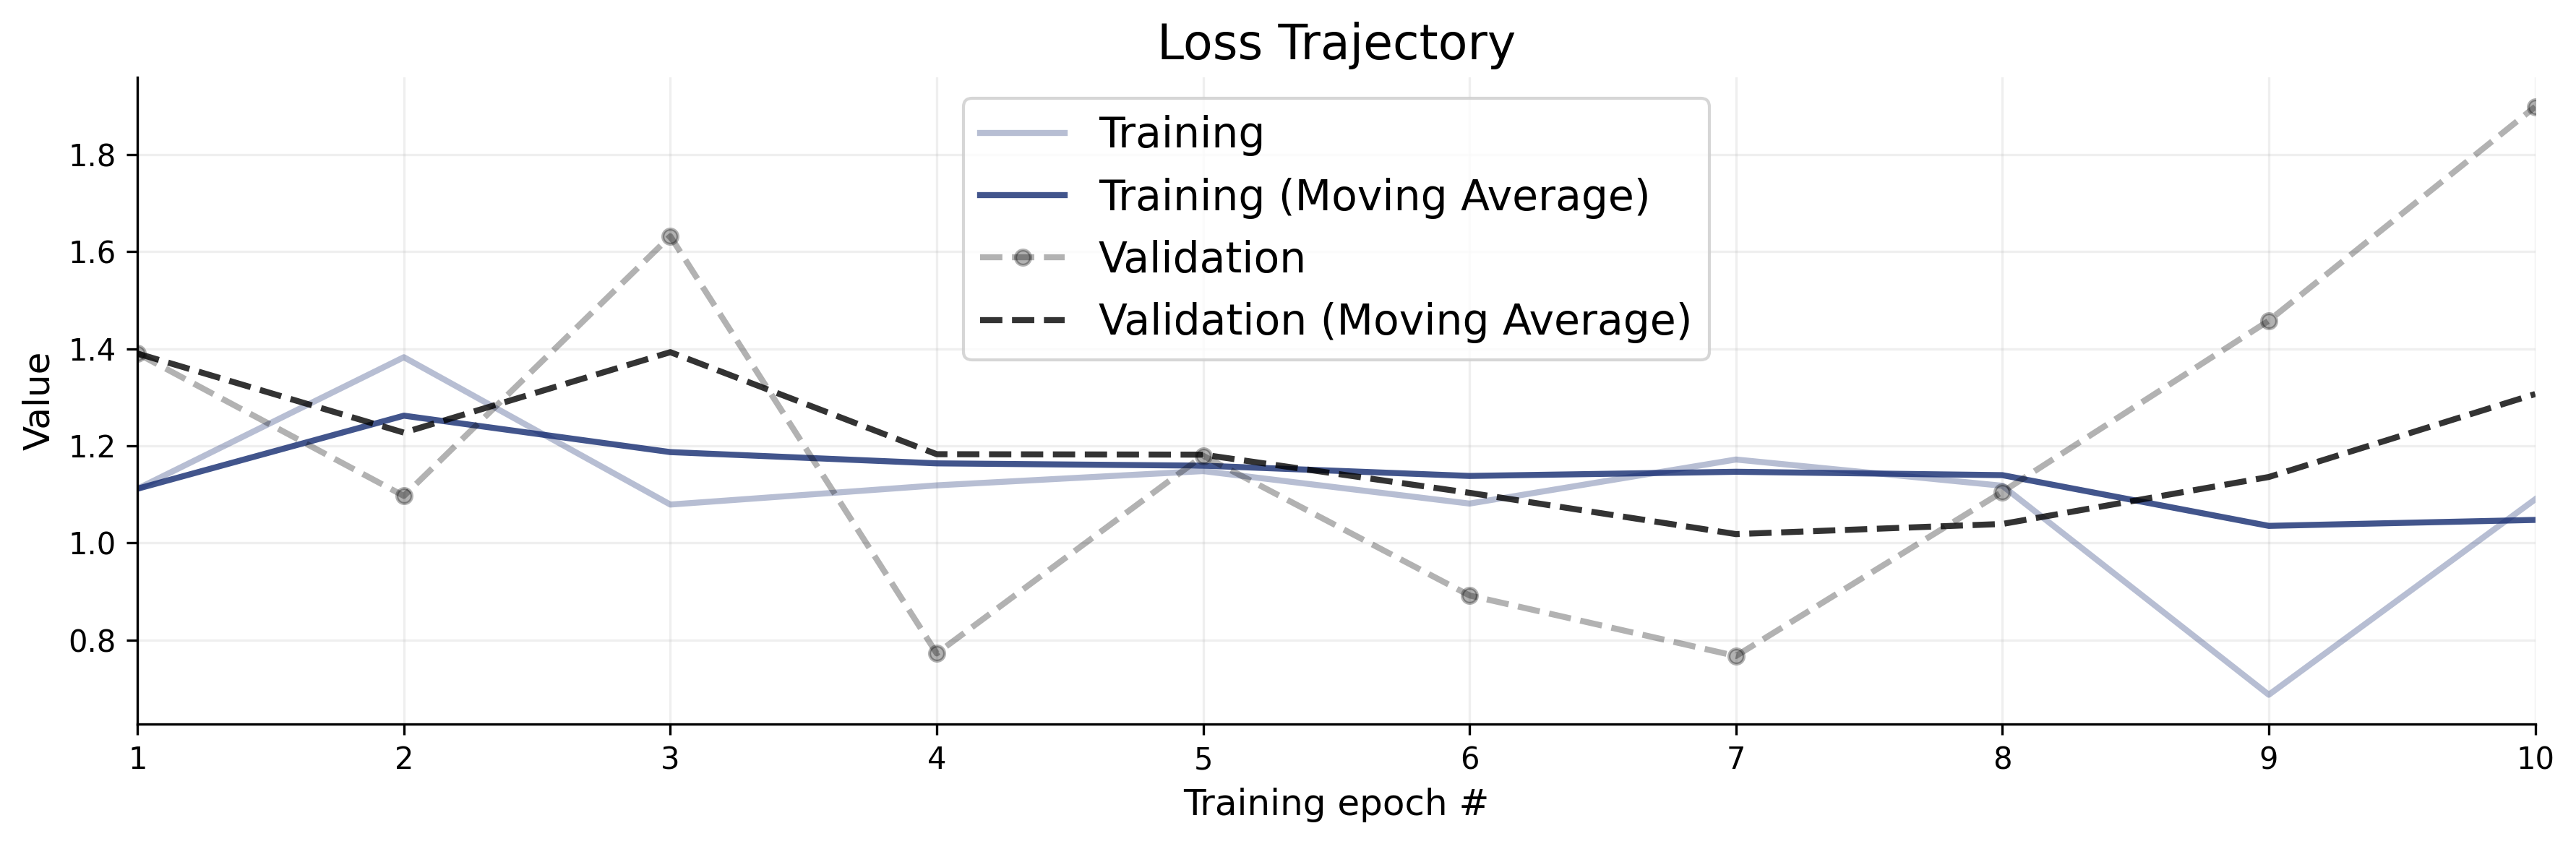 Loss Trajectory
Training
Training (Moving Average)
Validation
Validation (Moving Average)
Value
1.8
1.6
1.4
1.2
1.0
0.8
1 2 3 4 5 6 7 8 9 10
Training epoch #